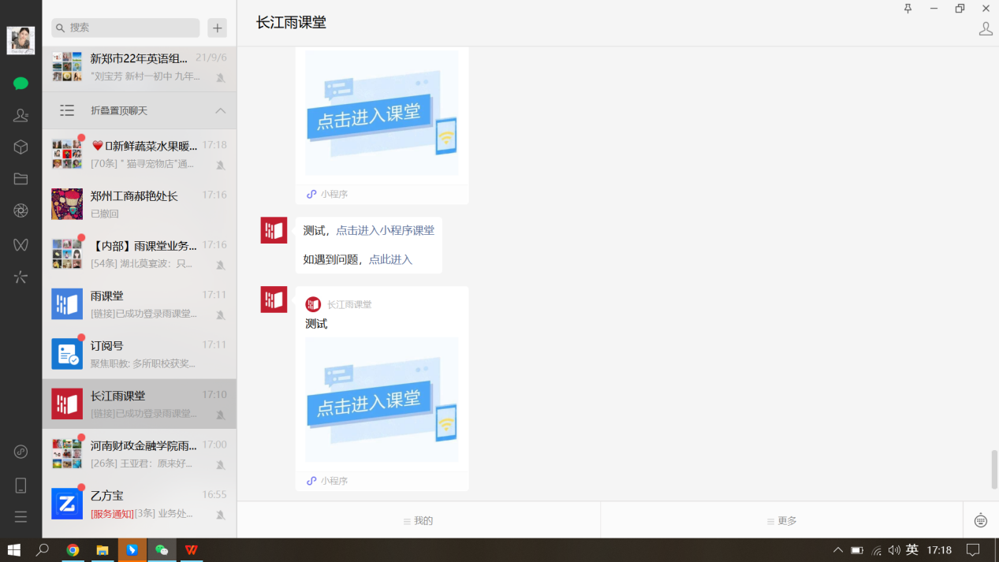 搜索
新郑市22年英语组...
21/9/6
"刘宝芳 新村一初中 九年...
折叠置顶聊天
新鲜蔬菜水果暖...
17:18
[70条] " 猫寻宠物店"通...
郑州工商郝艳处长
17:16
已撤回
【内部】雨课堂业务...
17:16
[54条] 湖北莫宴波：只...
雨课堂
17:11
[链接]已成功登录雨课堂...
订阅号
17:11
聚焦职教: 多所职校获奖...
长江雨课堂
17:10
[链接]已成功登录雨课堂...
河南财政金融学院雨...
17:00
[26条] 王亚君：原来好...
乙方宝
16:55
[服务通知][3条] 业务处...
长江雨课堂
点击进入课堂
小程序
测试，点击进入小程序课堂
如遇到问题，点此进入
长江雨课堂
测试
点击进入课堂
小程序
我的
更多
英
17:18